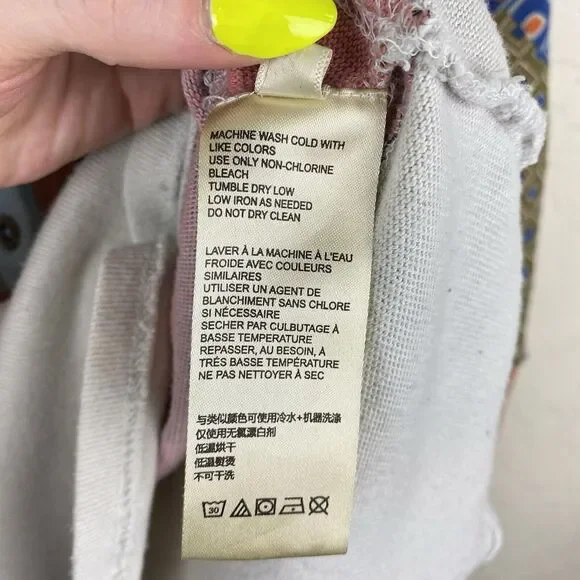 MACHINE WASH COLD WITH
LIKE COLORS
USE ONLY NON-CHLORINE
BLEACH
TUMBLE DRY LOW
LOW IRON AS NEEDED
DO NOT DRY CLEAN
LAVER À LA MACHINE À L'EAU
FROIDE AVEC COULEURS
SIMILAIRES
UTILISER UN AGENT DE
BLANCHIMENT SANS CHLORE
SI NÉCESSAIRE
SECHER PAR CULBUTAGE À
BASSE TEMPERATURE
REPASSER, AU BESOIN, À
TRÉS BASSE TEMPÉRATURE
NE PAS NETTOYER À SEC
与类似颜色可使用冷水+机器洗涤
仅使用无氯漂白剂
低温烘干
低温熨烫
不可干洗
30